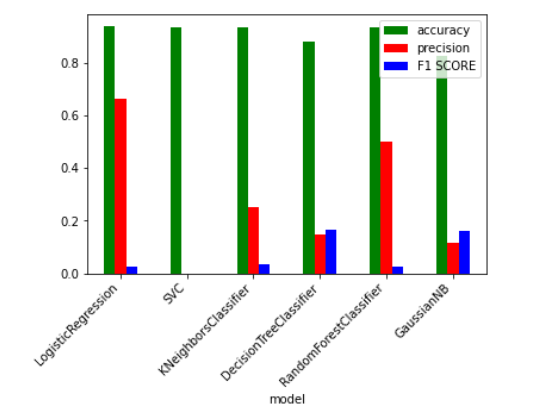 accuracy
precision
F1 SCORE
0.8
0.6
0.4
0.2
0.0
LogisticRegression
SVC
KNeighborsClassifier
DecisionTreeClassifier
RandomForestClassifier
GaussianNB
model